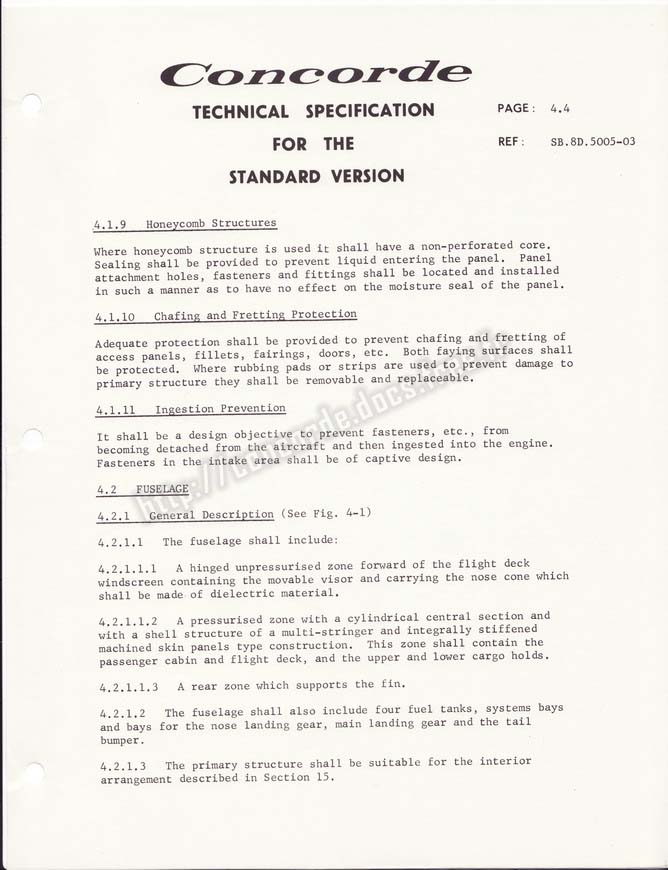 Concorde
TECHNICAL SPECIFICATION
FOR THE
STANDARD VERSION
PAGE: 4.4
REF: SB.8D.5005-03
4.1.9 Honeycomb Structures
Where honeycomb structure is used it shall have a non-perforated core.
Sealing shall be provided to prevent liquid entering the panel. Panel
attachment holes, fasteners and fittings shall be located and installed
in such a manner as to have no effect on the moisture seal of the panel.
4.1.10 Chafing and Fretting Protection
Adequate protection shall be provided to prevent chafing and fretting of
access panels, fillets, fairings, doors, etc. Both faying surfaces shall
be protected. Where rubbing pads or strips are used to prevent damage to
primary structure they shall be removable and replaceable.
4.1.11 Ingestion Prevention
It shall be a design objective to prevent fasteners, etc., from
becoming detached from the aircraft and then ingested into the engine.
Fasteners in the intake area shall be of captive design.
4.2 FUSELAGE
4.2.1 General Description (See Fig. 4-1)
4.2.1.1 The fuselage shall include:
4.2.1.1.1 A hinged unpressurised zone forward of the flight deck
windscreen containing the movable visor and carrying the nose cone which
shall be made of dielectric material.
4.2.1.1.2 A pressurised zone with a cylindrical central section and
with a shell structure of a multi-stringer and integrally stiffened
machined skin panels type construction. This zone shall contain the
passenger cabin and flight deck, and the upper and lower cargo holds.
4.2.1.1.3 A rear zone which supports the fin.
4.2.1.2 The fuselage shall also include four fuel tanks, systems bays
and bays for the nose landing gear, main landing gear and the tail
bumper.
4.2.1.3 The primary structure shall be suitable for the interior
arrangement described in Section 15.